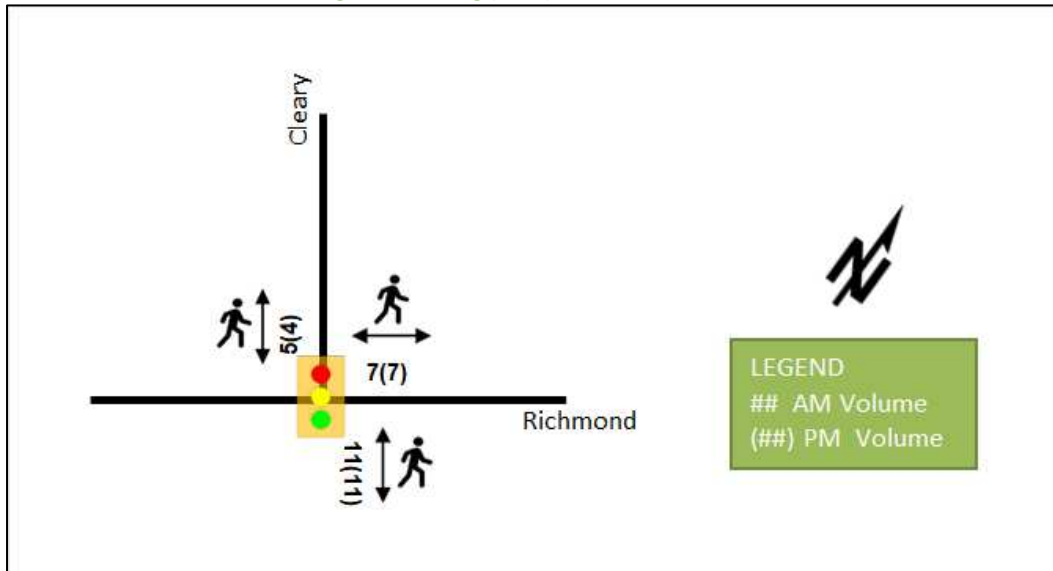 Cleary
5(4)
7(7)
Richmond
11(11)
N
LEGEND
## AM Volume
(##) PM Volume